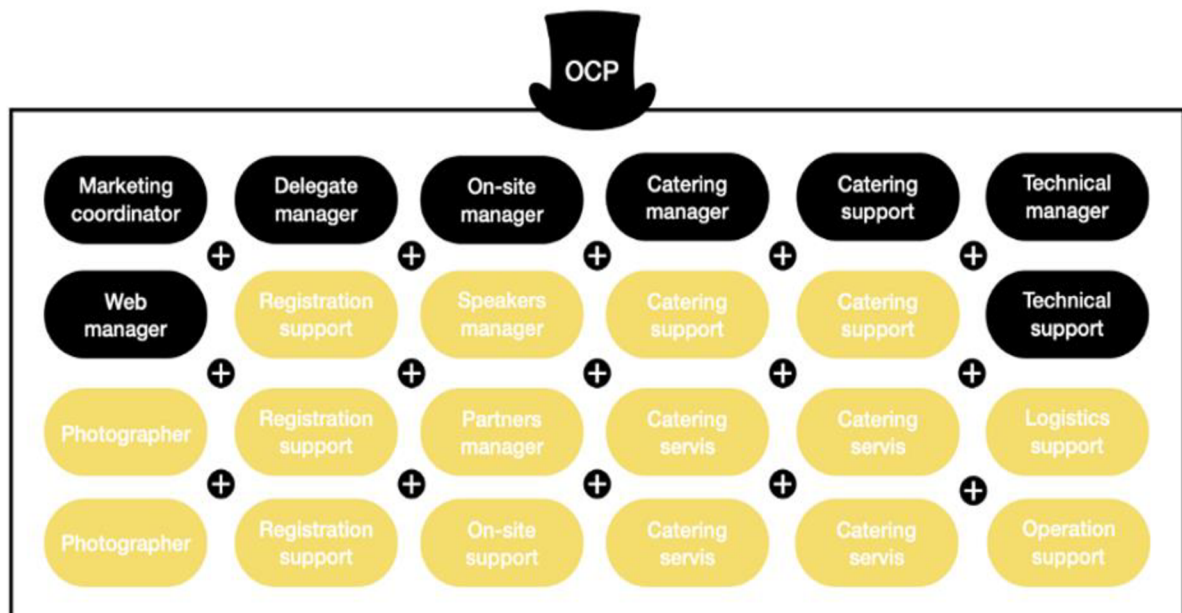 OCP
Marketing
coordinator
Delegate
manager
On-site
manager
Catering
manager
Catering
support
Technical
manager
Web
manager
Registration
support
Speakers
manager
Catering
support
Catering
support
Technical
support
Photographer
Registration
support
Partners
manager
Catering
servis
Catering
servis
Logistics
support
Photographer
Registration
support
On-site
support
Catering
servis
Catering
servis
Operation
support